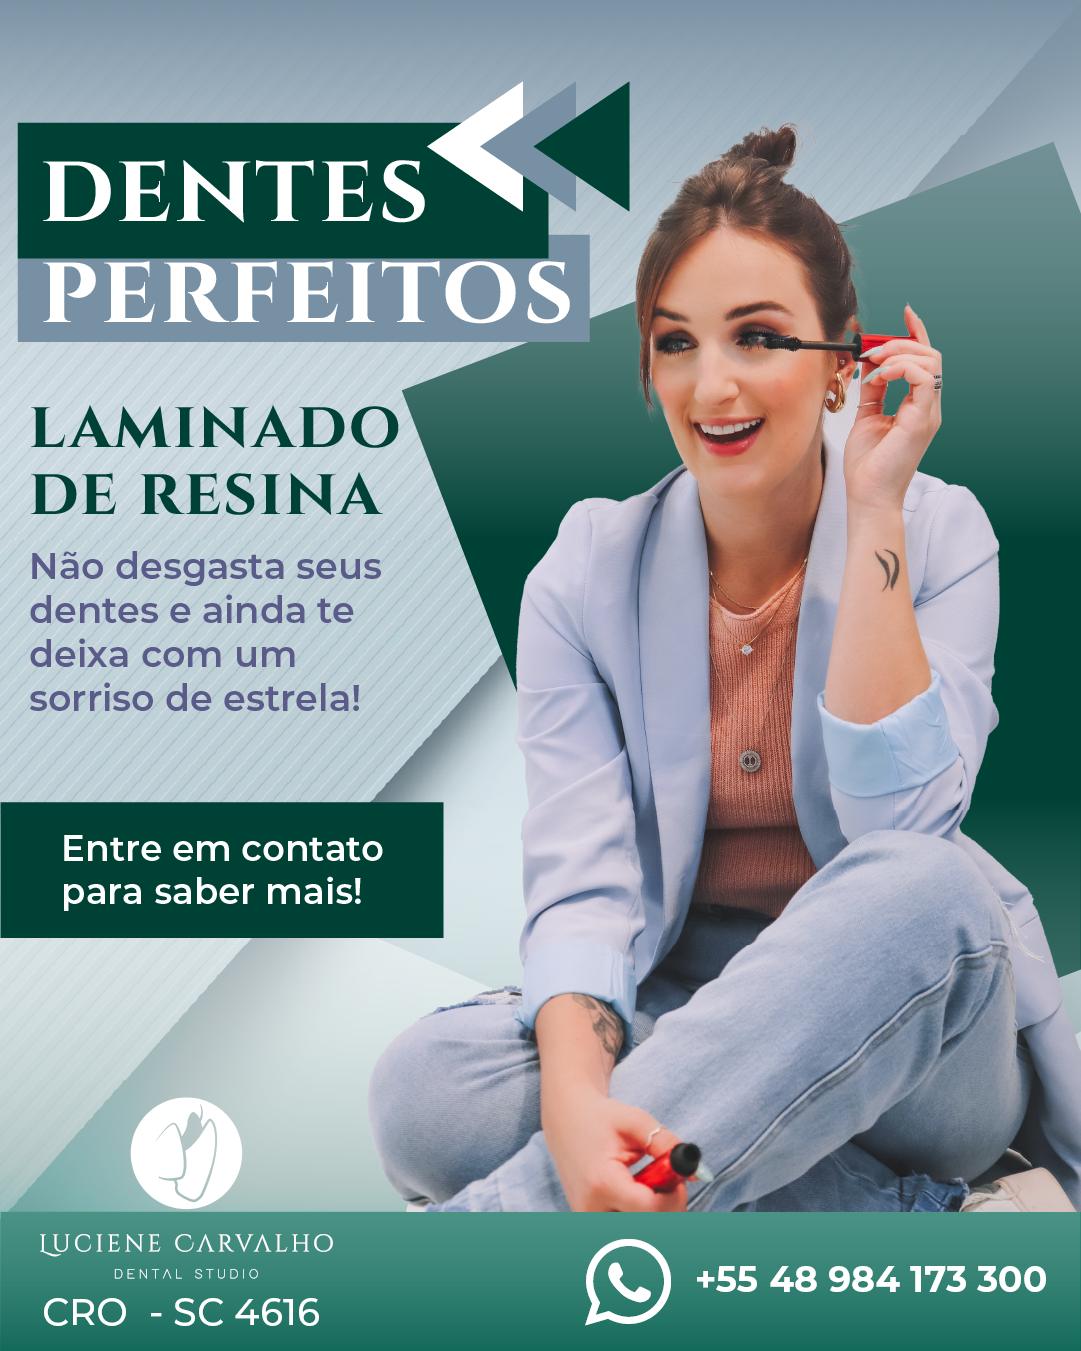 DENTES
PERFEITOS
LAMINADO
DE RESINA
Não desgasta seus
dentes e ainda te
deixa com um
sorriso de estrela!
Entre em contato
para saber mais!
LUCIENE CARVALHO
DENTAL STUDIO
CRO - SC 4616
+55 48 984 173 300